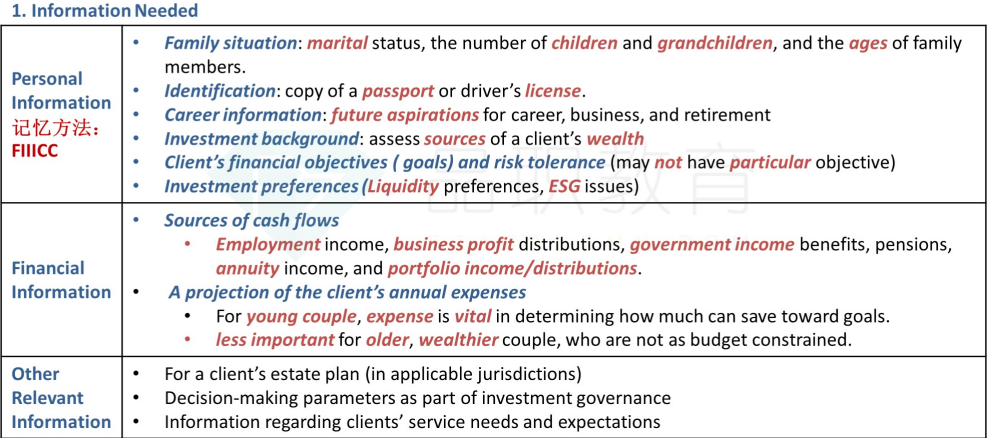 1. Information Needed
Personal
Information
记忆方法：
FIIICC
• Family situation: marital status, the number of children and grandchildren, and the ages of family
members.
• Identification: copy of a passport or driver's license.
• Career information: future aspirations for career, business, and retirement
• Investment background: assess sources of a client's wealth
• Client's financial objectives ( goals) and risk tolerance (may not have particular objective)
• Investment preferences (Liquidity preferences, ESG issues)
品职教育
Financial
Information
• Sources of cash flows
• Employment income, business profit distributions, government income benefits, pensions,
annuity income, and portfolio income/distributions.
• A projection of the client's annual expenses
• For young couple, expense is vital in determining how much can save toward goals.
• less important for older, wealthier couple, who are not as budget constrained.
Other
Relevant
Information
• For a client's estate plan (in applicable jurisdictions)
• Decision-making parameters as part of investment governance
• Information regarding clients' service needs and expectations